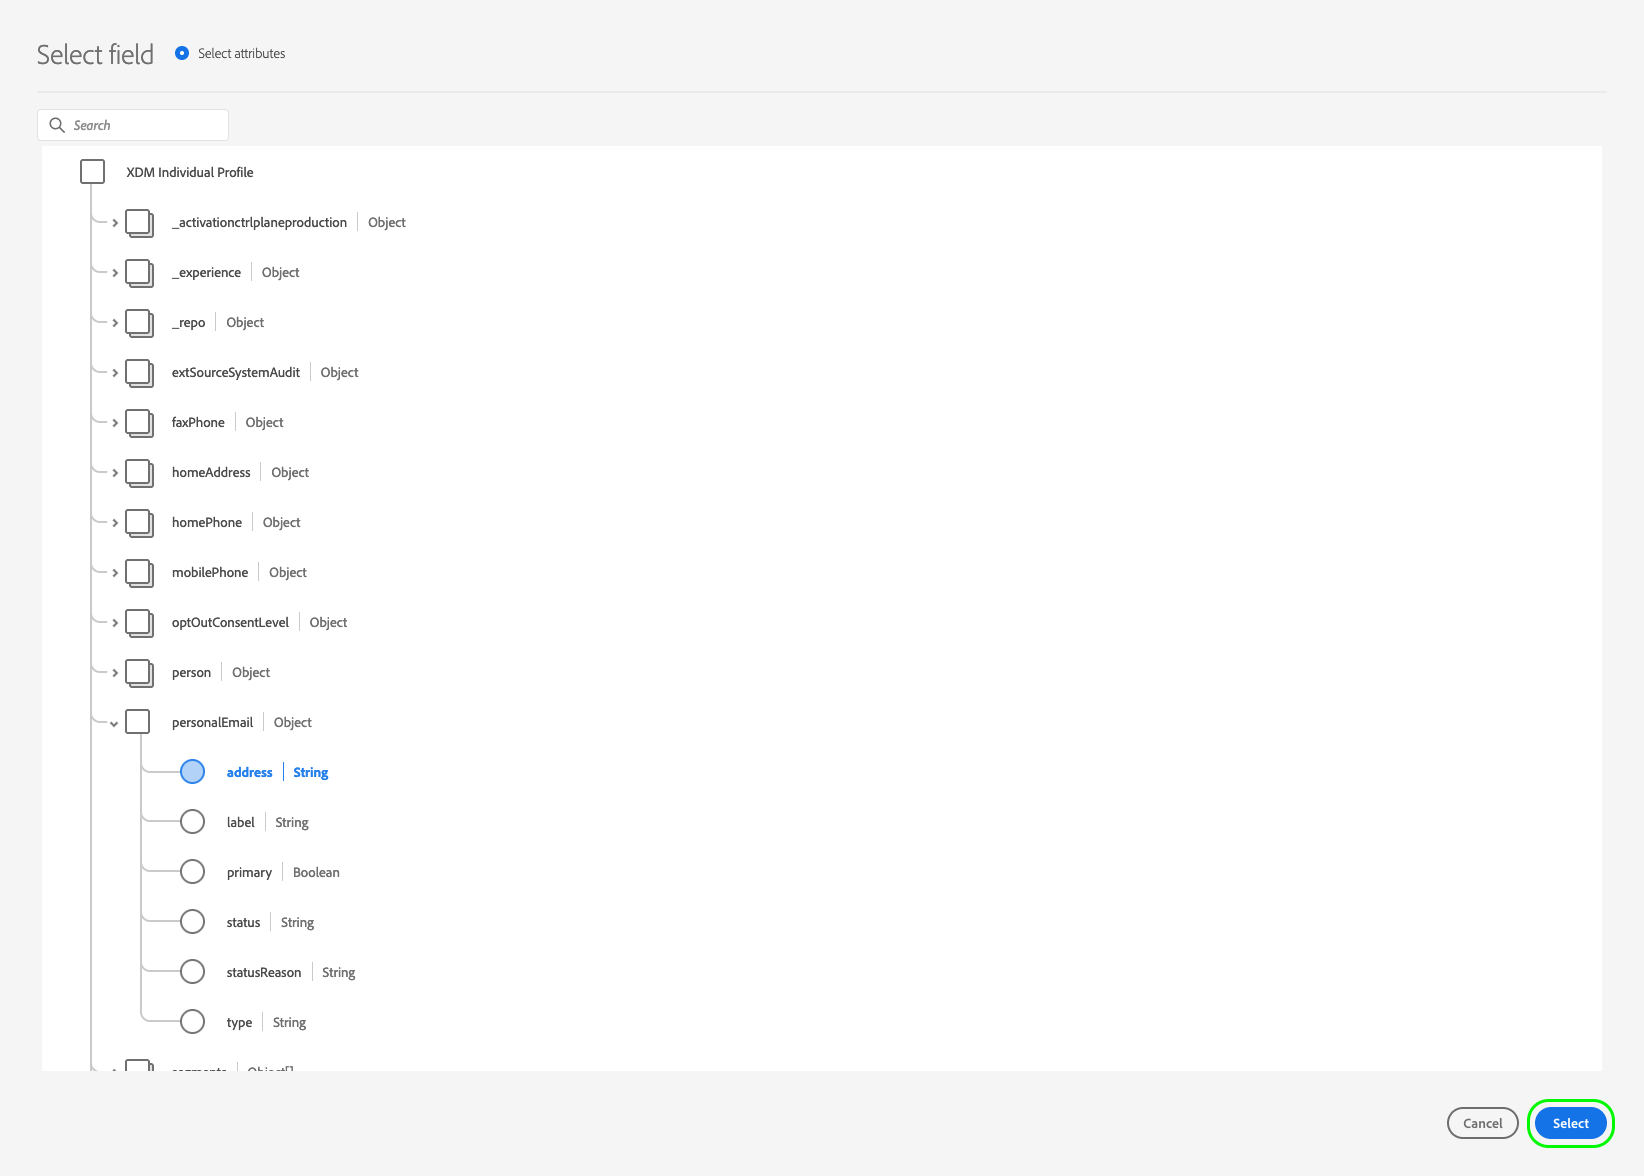 Select field Select attributes
Search
XDM Individual Profile
_activationctrlplaneproduction Object
_experience Object
_repo Object
extSourceSystemAudit Object
faxPhone Object
homeAddress Object
homePhone Object
mobilePhone Object
optOutConsentLevel Object
person Object
personalEmail Object
address String
label String
primary Boolean
status String
statusReason String
type String
segments Object[]
Cancel Select